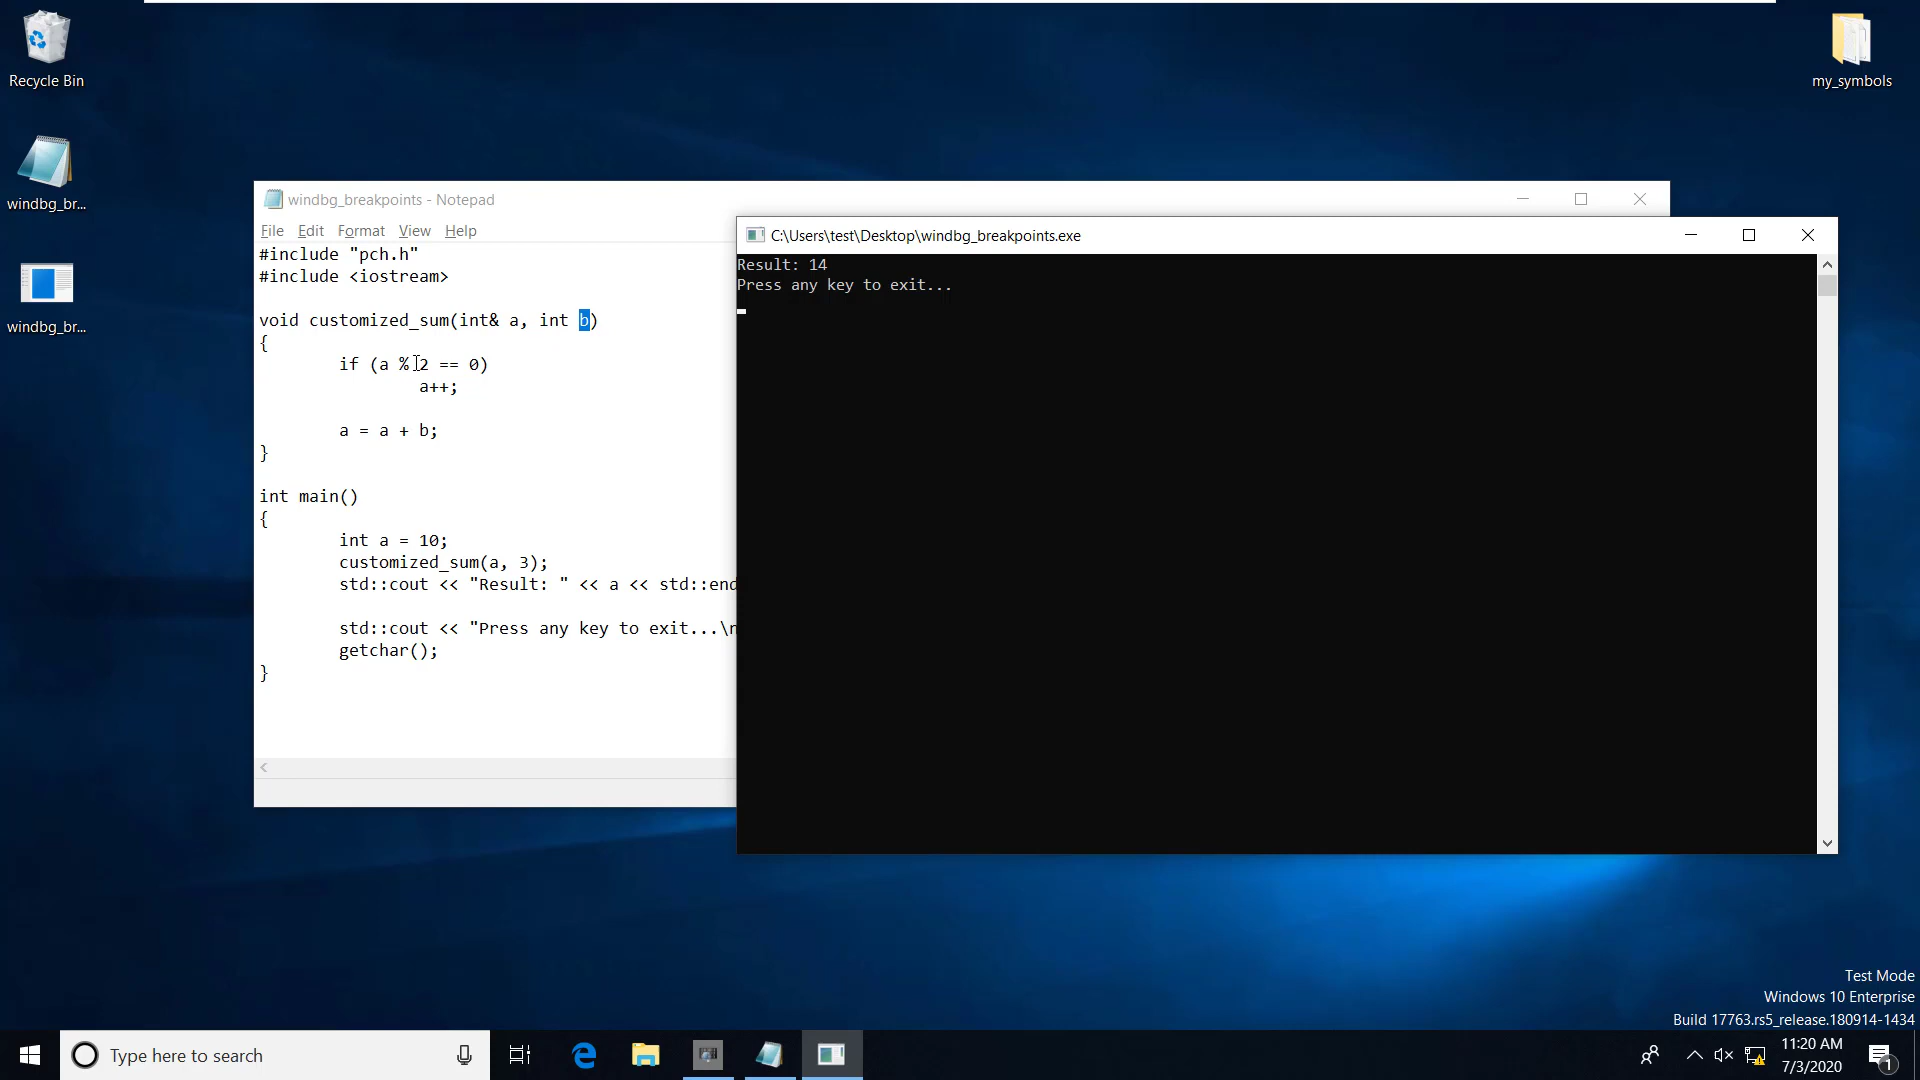 Recycle Bin
my_symbols
windbg_br...
windbg_br...
windbg_breakpoints - Notepad
File Edit Format View Help
#include "pch.h"
#include <iostream>
void customized_sum(int& a, int b)
{
if (a % 2 == 0)
a++;
a = a + b;
}
int main()
{
int a = 10;
customized_sum(a, 3);
std::cout << "Result: " << a << std::end
std::cout << "Press any key to exit...\n
getchar();
}
C:\Users\test\Desktop\windbg_breakpoints.exe
Result: 14
Press any key to exit...
Test Mode
Windows 10 Enterprise
Build 17763.rs5_release.180914-1434
Type here to search
11:20 AM
7/3/2020
1